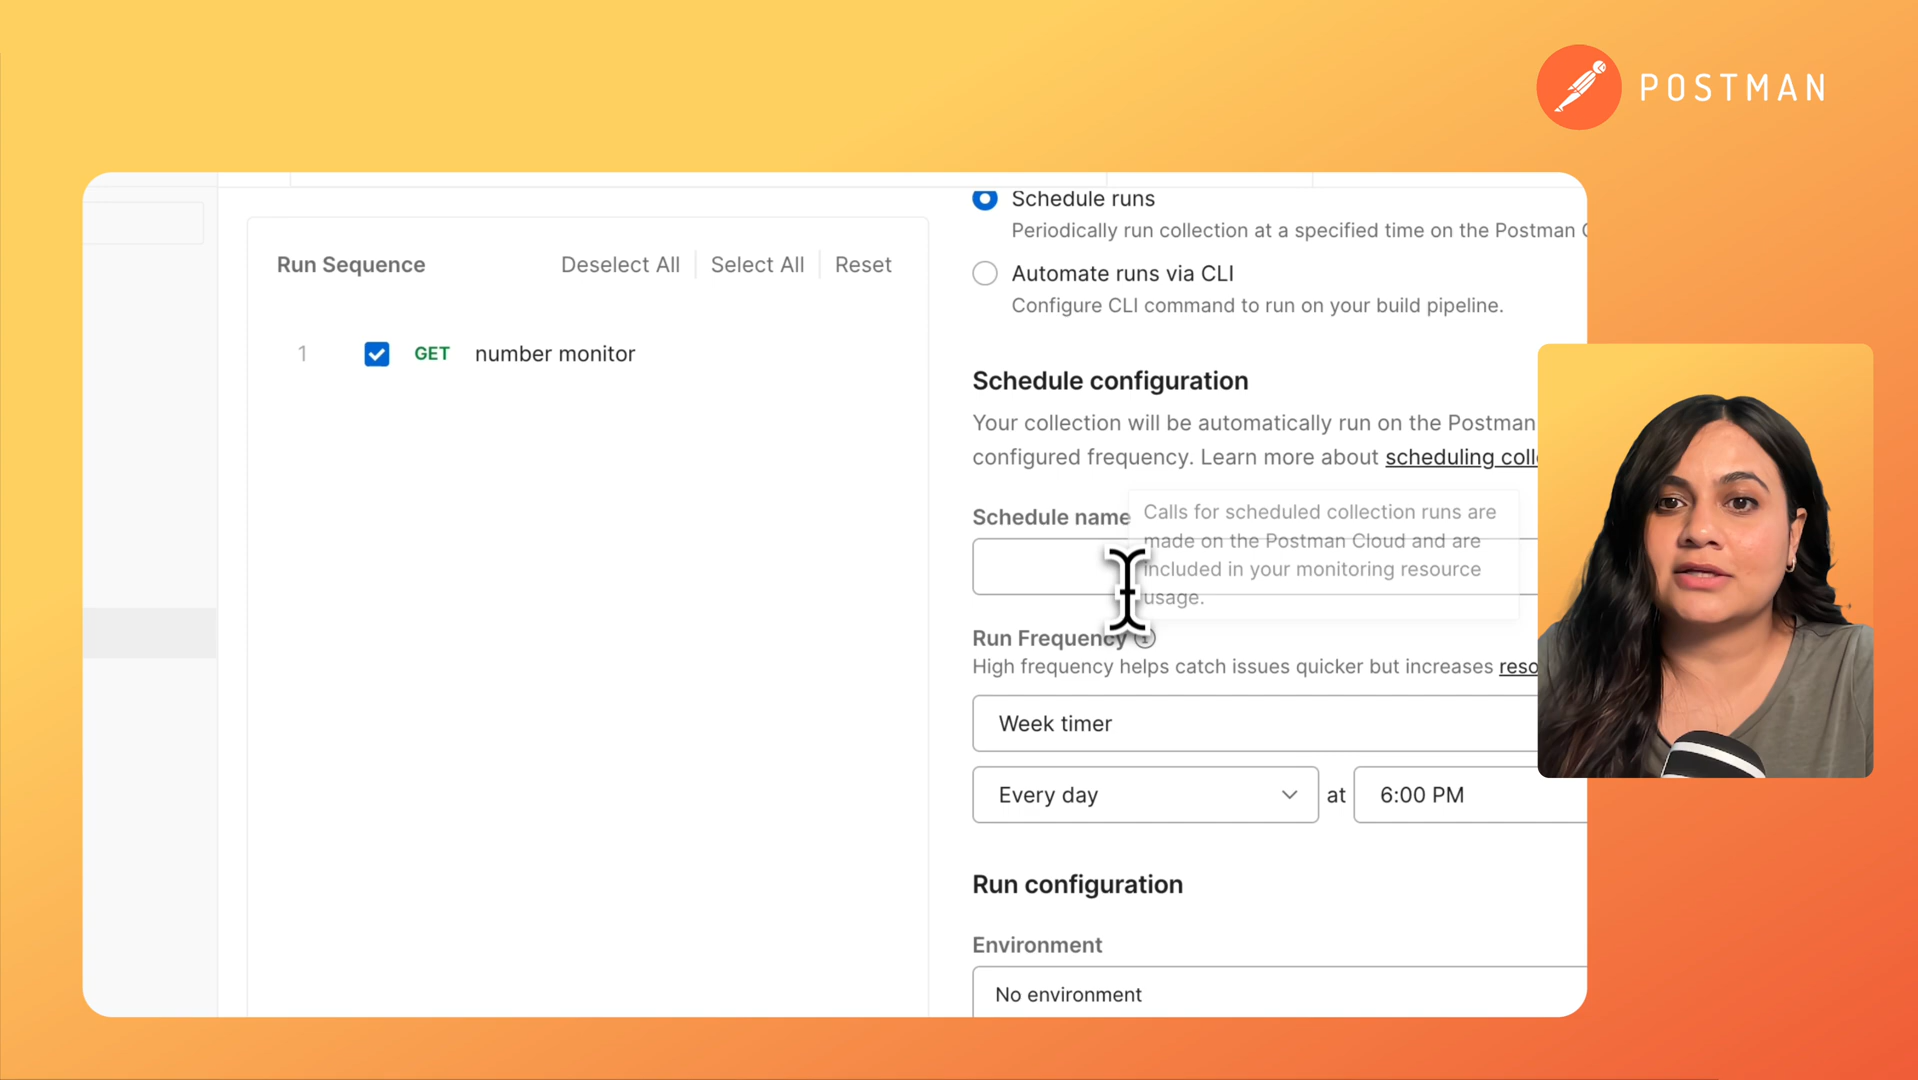 POSTMAN
Run Sequence
Deselect All
Select All
Reset
1
GET
number monitor
Schedule runs
Periodically run collection at a specified time on the Postman
Automate runs via CLI
Configure CLI command to run on your build pipeline.
Schedule configuration
Your collection will be automatically run on the Postman
configured frequency. Learn more about scheduling coll
Schedule name
Calls for scheduled collection runs are
made on the Postman Cloud and are
included in your monitoring resource
usage.
Run Frequency
High frequency helps catch issues quicker but increases reso
Week timer
Every day
at
6:00 PM
Run configuration
Environment
No environment